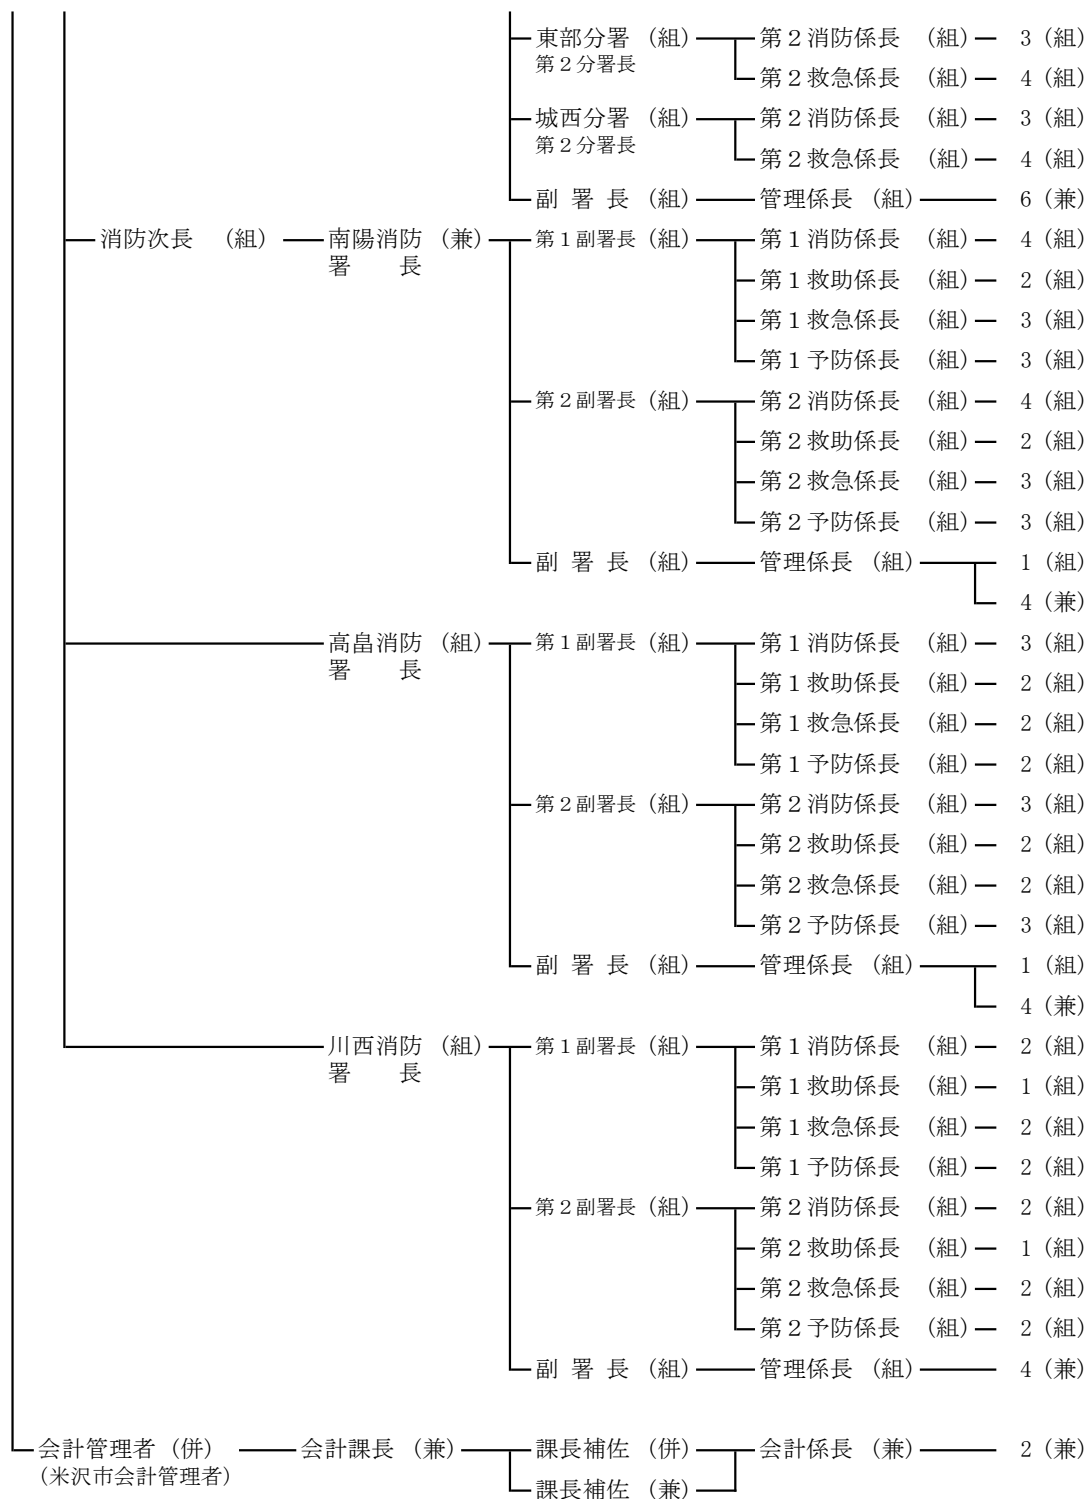 東部分署 (組) 第2消防係長 (組) 3 (組)
第2分署長
第2救急係長 (組) 4 (組)
城西分署 (組) 第2消防係長 (組) 3 (組)
第2分署長
第2救急係長 (組) 4 (組)
副署長 (組) 管理係長 (組) 6 (兼)
消防次長 (組) 南陽消防 (兼) 第1副署長 (組) 第1消防係長 (組) 4 (組)
署長
第1救助係長 (組) 2 (組)
第1救急係長 (組) 3 (組)
第1予防係長 (組) 3 (組)
第2副署長 (組) 第2消防係長 (組) 4 (組)
第2救助係長 (組) 2 (組)
第2救急係長 (組) 3 (組)
第2予防係長 (組) 3 (組)
副署長 (組) 管理係長 (組) 1 (組)
4 (兼)
高畠消防 (組) 第1副署長 (組) 第1消防係長 (組) 3 (組)
署長
第1救助係長 (組) 2 (組)
第1救急係長 (組) 2 (組)
第1予防係長 (組) 2 (組)
第2副署長 (組) 第2消防係長 (組) 3 (組)
第2救助係長 (組) 2 (組)
第2救急係長 (組) 2 (組)
第2予防係長 (組) 3 (組)
副署長 (組) 管理係長 (組) 1 (組)
4 (兼)
川西消防 (組) 第1副署長 (組) 第1消防係長 (組) 2 (組)
署長
第1救助係長 (組) 1 (組)
第1救急係長 (組) 2 (組)
第1予防係長 (組) 2 (組)
第2副署長 (組) 第2消防係長 (組) 2 (組)
第2救助係長 (組) 1 (組)
第2救急係長 (組) 2 (組)
第2予防係長 (組) 2 (組)
副署長 (組) 管理係長 (組) 4 (兼)
会計管理者 (併) 会計課長 (兼) 課長補佐 (併) 会計係長 (兼) 2 (兼)
(米沢市会計管理者)
課長補佐 (兼)